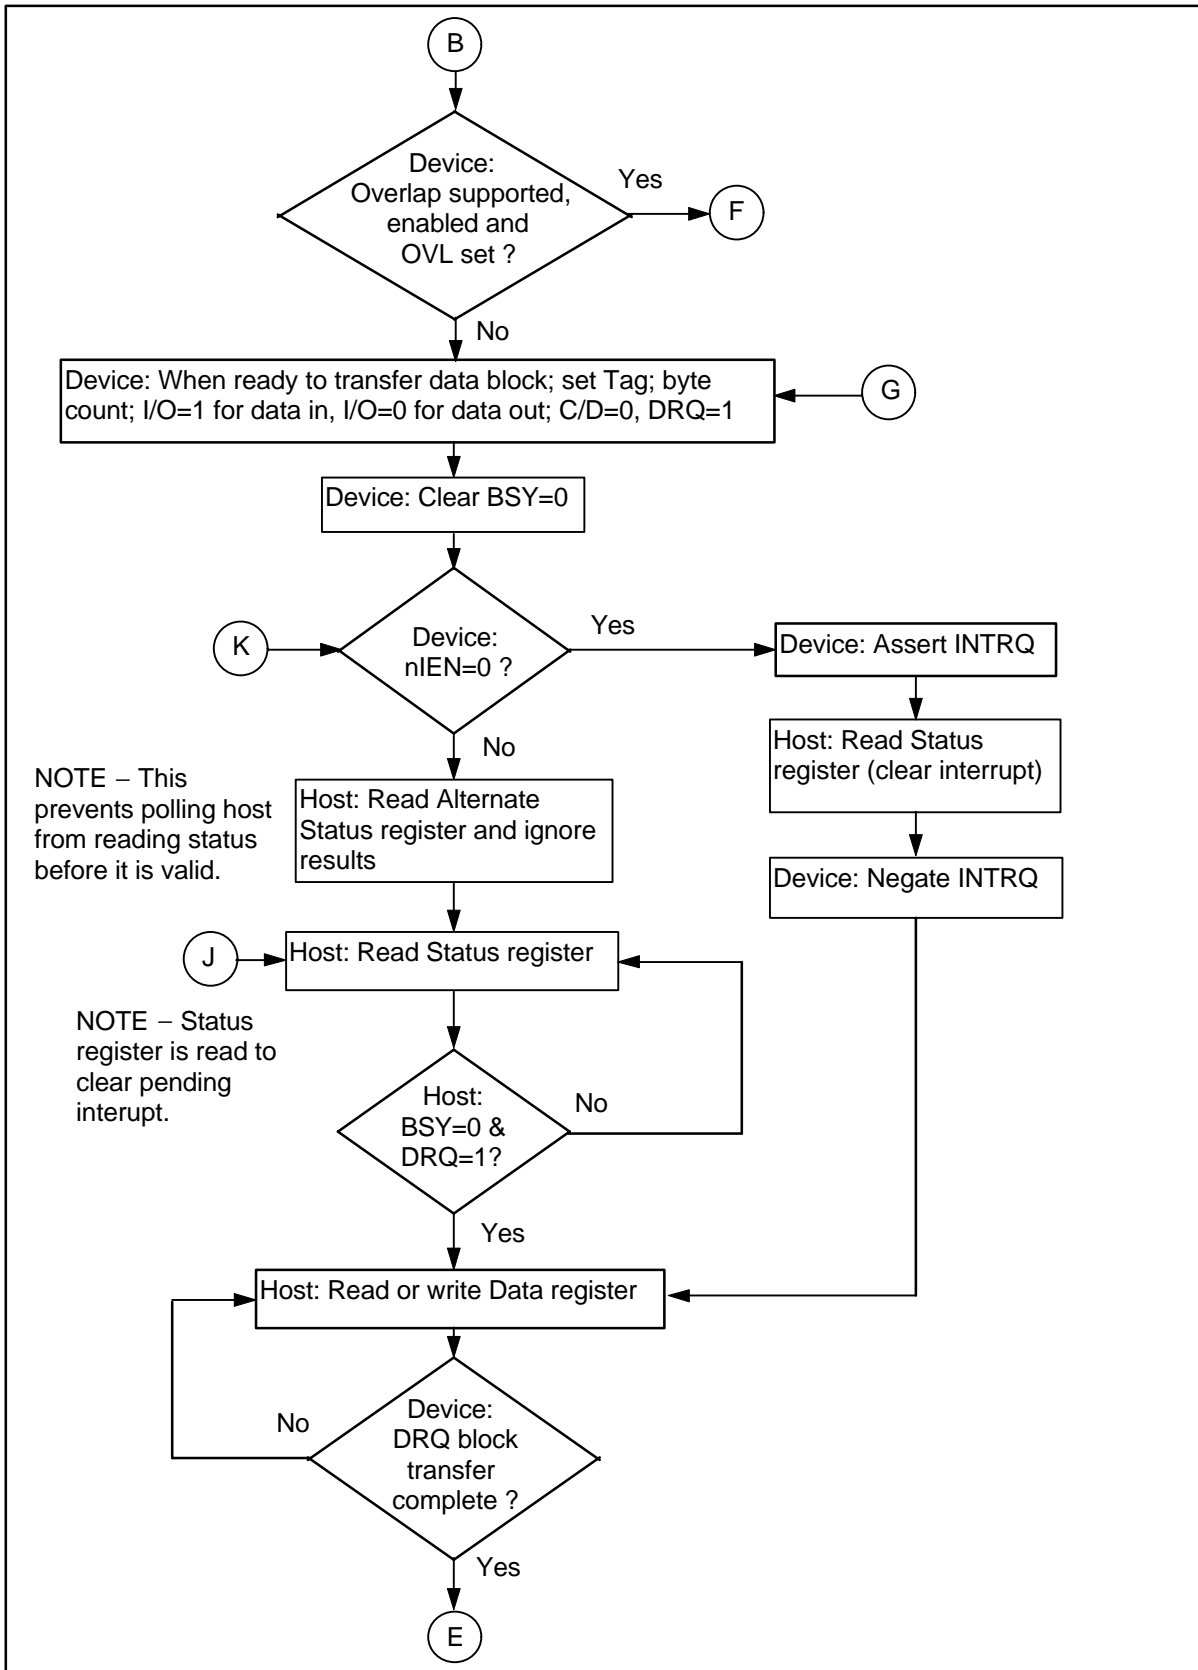 B
Device:
Overlap supported,
enabled and
OVL set ?
Yes
F
No
Device: When ready to transfer data block; set Tag; byte
count; I/O=1 for data in, I/O=0 for data out; C/D=0, DRQ=1
G
Device: Clear BSY=0
K
Device:
nIEN=0 ?
Yes
Device: Assert INTRQ
No
Host: Read Status
register (clear interrupt)
NOTE – This
prevents polling host
from reading status
before it is valid.
Host: Read Alternate
Status register and ignore
results
Device: Negate INTRQ
J
Host: Read Status register
NOTE – Status
register is read to
clear pending
interupt.
Host:
BSY=0 &
DRQ=1?
No
Yes
Host: Read or write Data register
No
Device:
DRQ block
transfer
complete ?
Yes
E